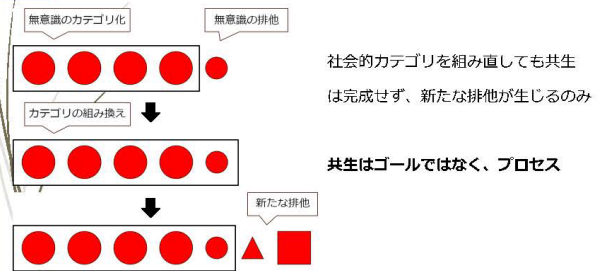 無意識のカテゴリ化
無意識の排他
カテゴリの組み換え
新たな排他
社会的カテゴリを組み直しても共生
は完成せず、新たな排他が生じるのみ
共生はゴールではなく、プロセス